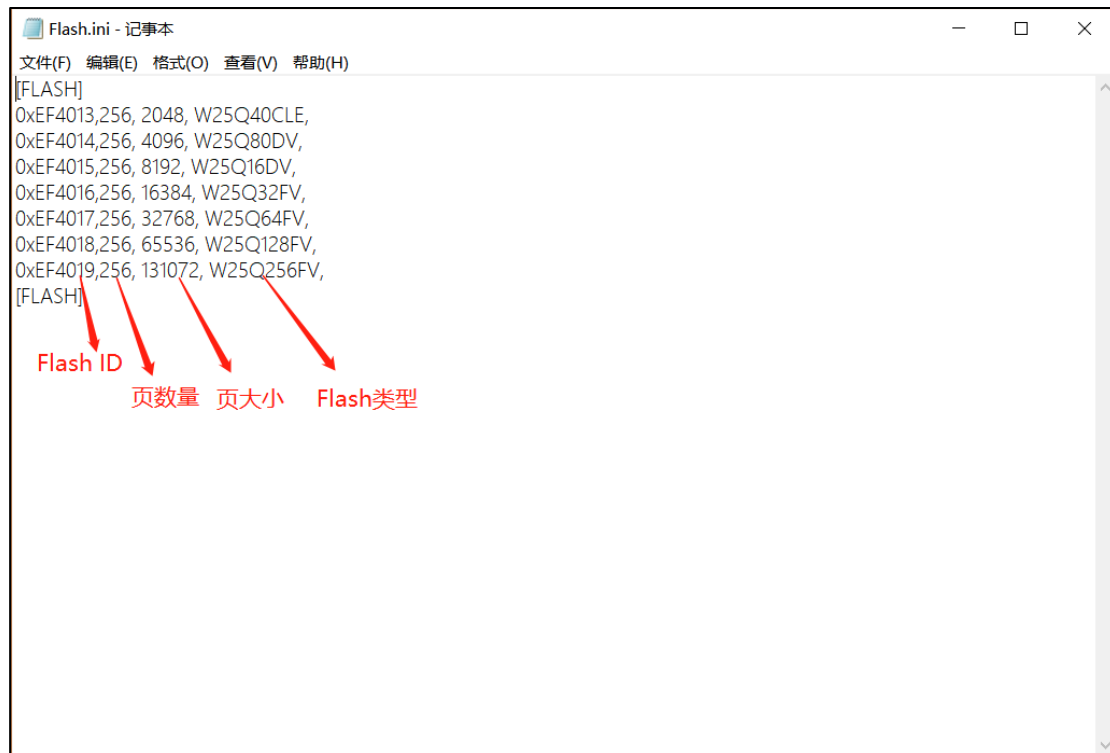 Flash.ini - 记事本
文件(F) 编辑(E) 格式(O) 查看(V) 帮助(H)
[FLASH]
0xEF4013,256, 2048, W25Q40CLE,
0xEF4014,256, 4096, W25Q80DV,
0xEF4015,256, 8192, W25Q16DV,
0xEF4016,256, 16384, W25Q32FV,
0xEF4017,256, 32768, W25Q64FV,
0xEF4018,256, 65536, W25Q128FV,
0xEF4019,256, 131072, W25Q256FV,
[FLASH]
Flash ID
页数量 页大小 Flash类型